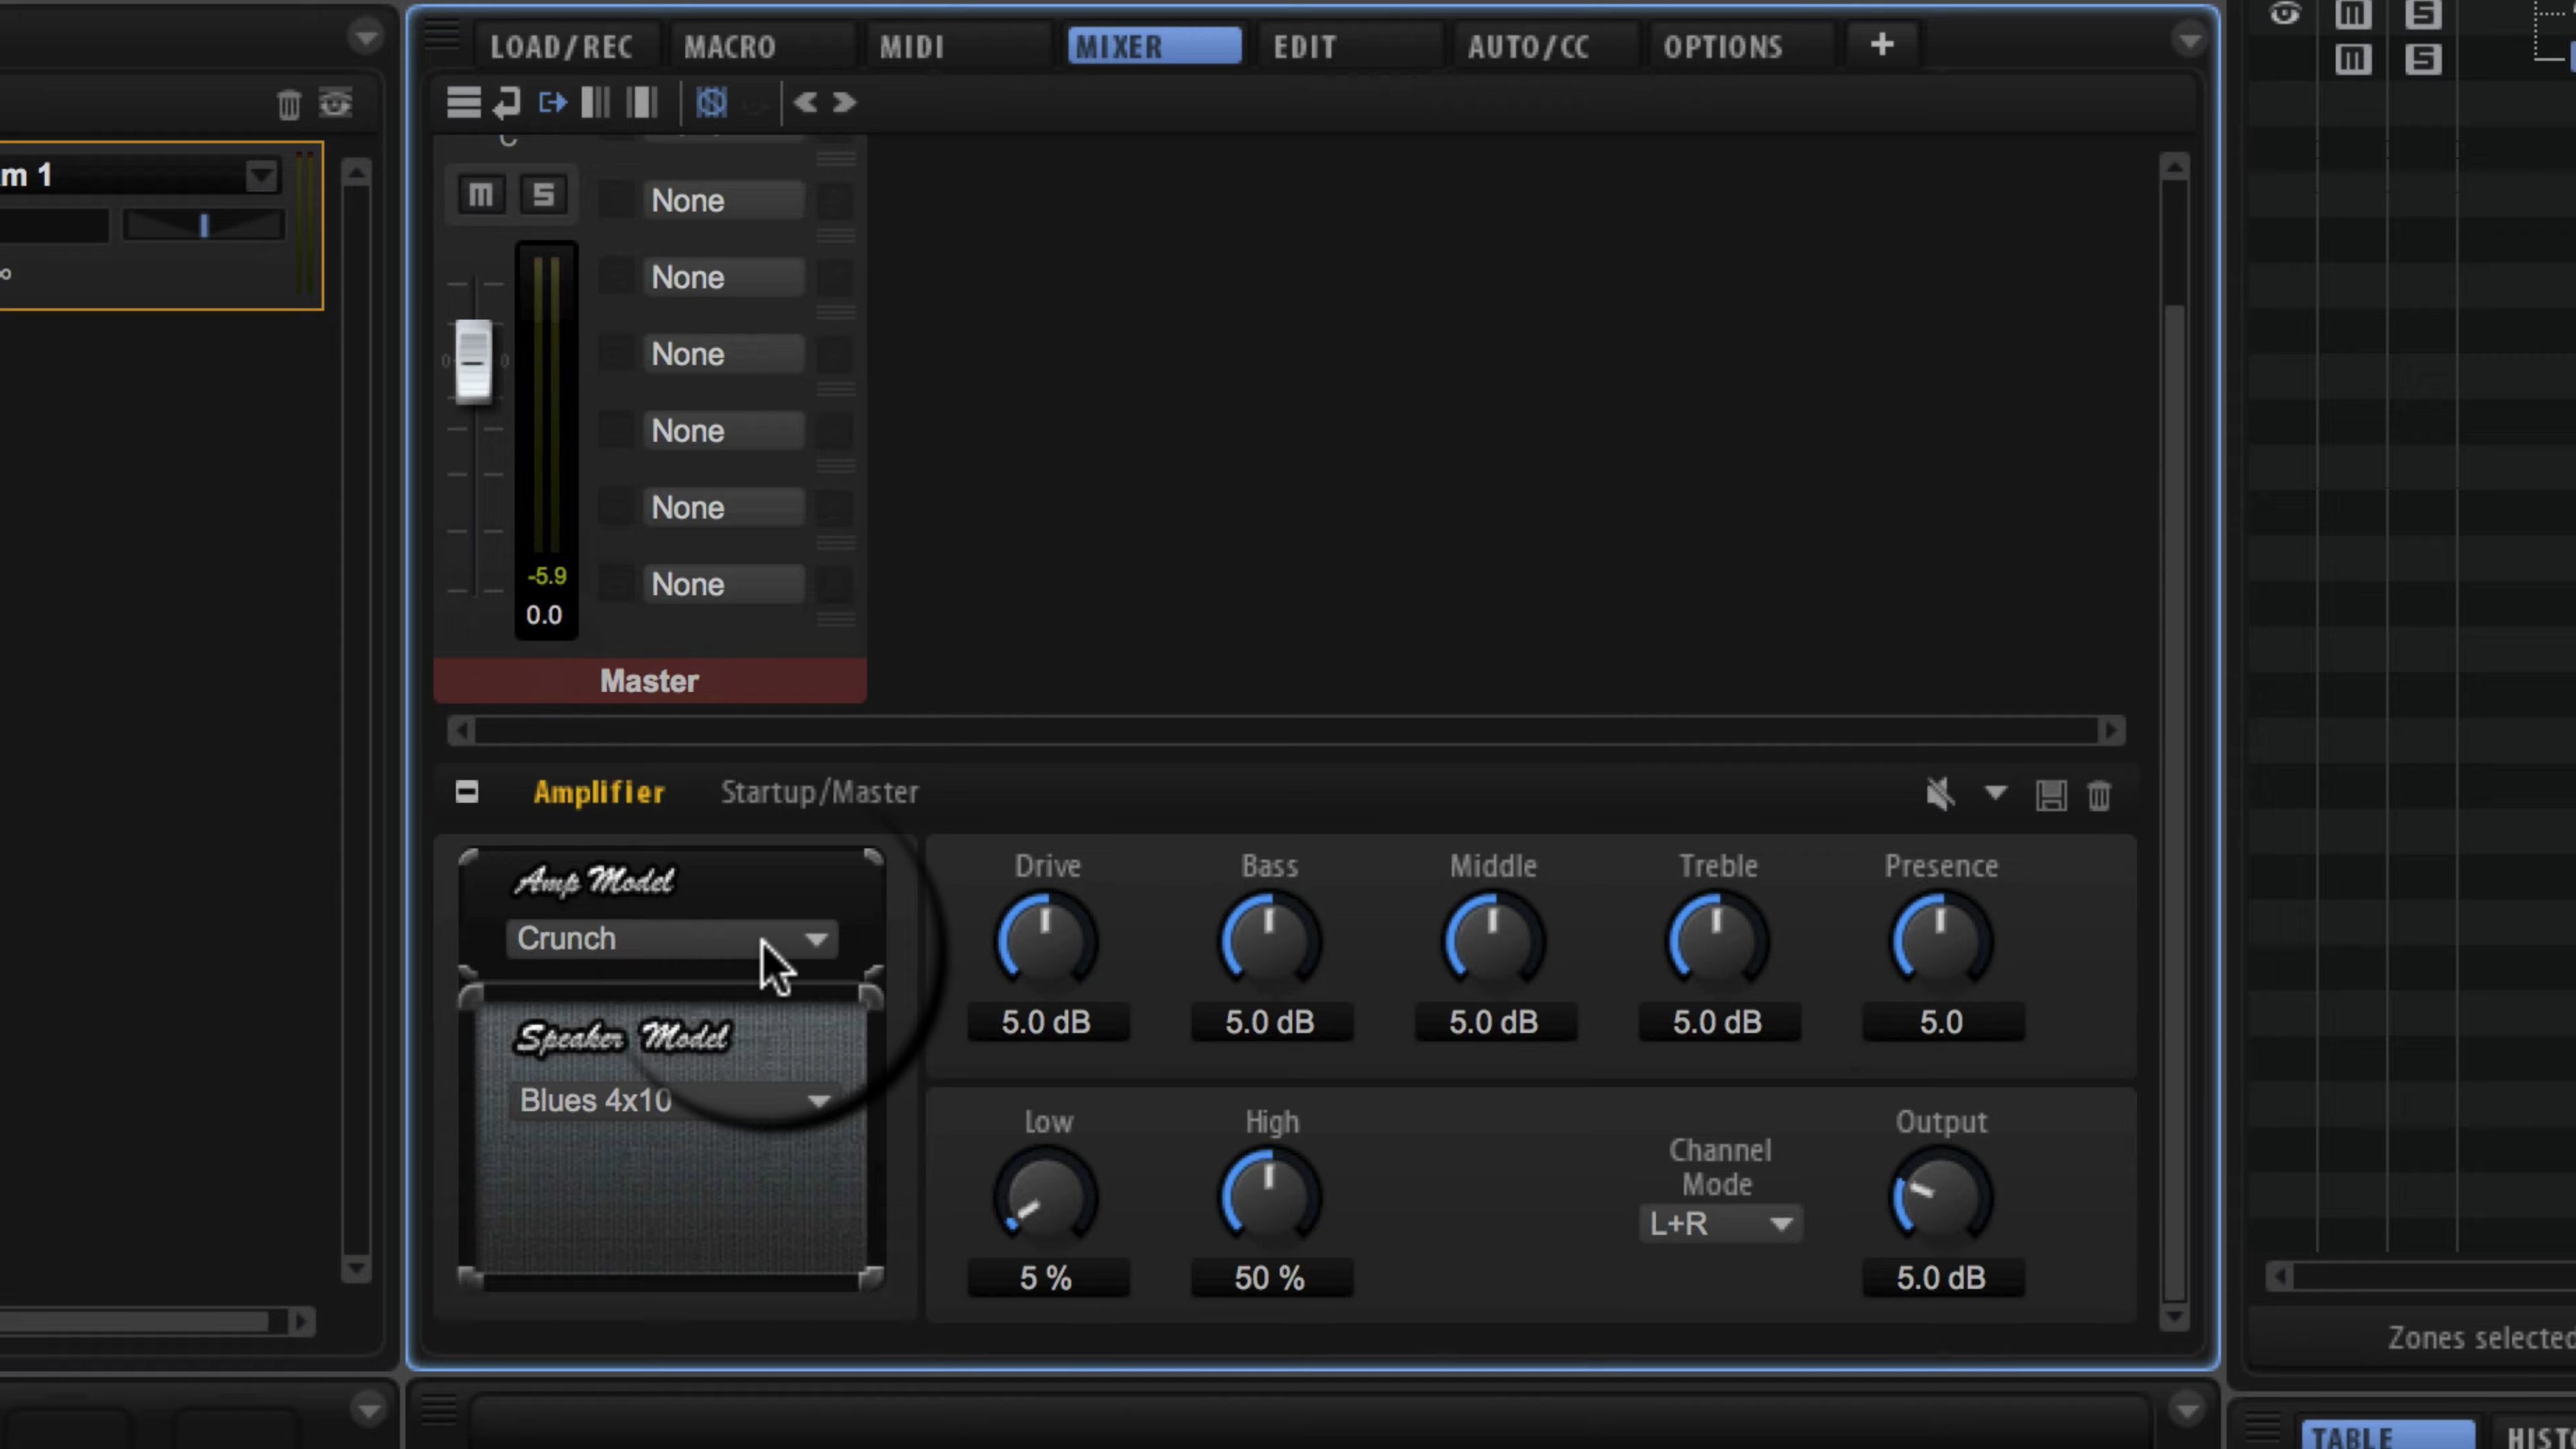 LOAD/REC MACRO MIDI MIXER EDIT AUTO/CC OPTIONS +
M S
M S
m 1
∞
C
M S
None
None
None
None
None
None
0 0
-5.9
0.0
Master
Amplifier Startup/Master
Amp Model
Crunch
Speaker Model
Blues 4x10
Drive Bass Middle Treble Presence
5.0 dB 5.0 dB 5.0 dB 5.0 dB 5.0
Low High Channel Mode Output
L+R
5 % 50 % 5.0 dB
Zones selected
TABLE HIST